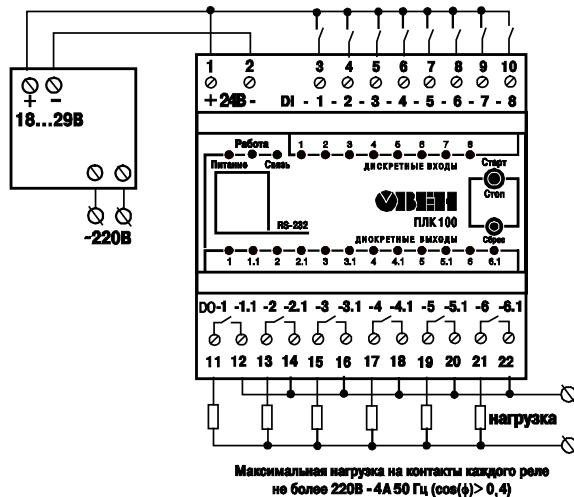 1 2 3 4 5 6 7 8 9 10
+ 24В - DI - 1 - 2 - 3 - 4 - 5 - 6 - 7 - 8
+ -
18...29В
~220В
Работа
Питание Связь
1 2 3 4 5 6 7 8
ДИСКРЕТНЫЕ ВХОДЫ
Старт
Стоп
ОВЕН
ПЛК 100
RS-232
ДИСКРЕТНЫЕ ВЫХОДЫ
Сброс
1 1.1 2 2.1 3 3.1 4 4.1 5 5.1 6 6.1
DO-1 -1.1 -2 -2.1 -3 -3.1 -4 -4.1 -5 -5.1 -6 -6.1
11 12 13 14 15 16 17 18 19 20 21 22
нагрузка
Максимальная нагрузка на контакты каждого реле
не более 220В - 4А 50 Гц (cos(ф)> 0,4)